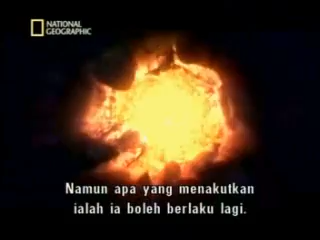 NATIONAL
GEOGRAPHIC
Namun apa yang menakutkan
ialah ia boleh berlaku lagi.